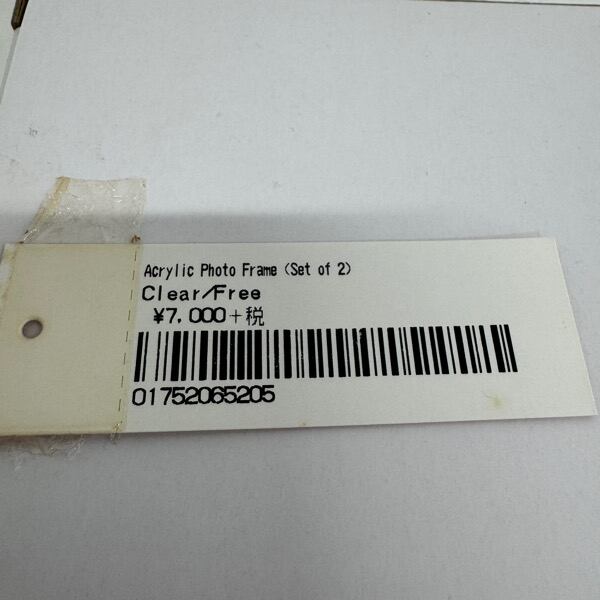 Acrylic Photo Frame (Set of 2)
Clear/Free
¥7,000+税
01752065205